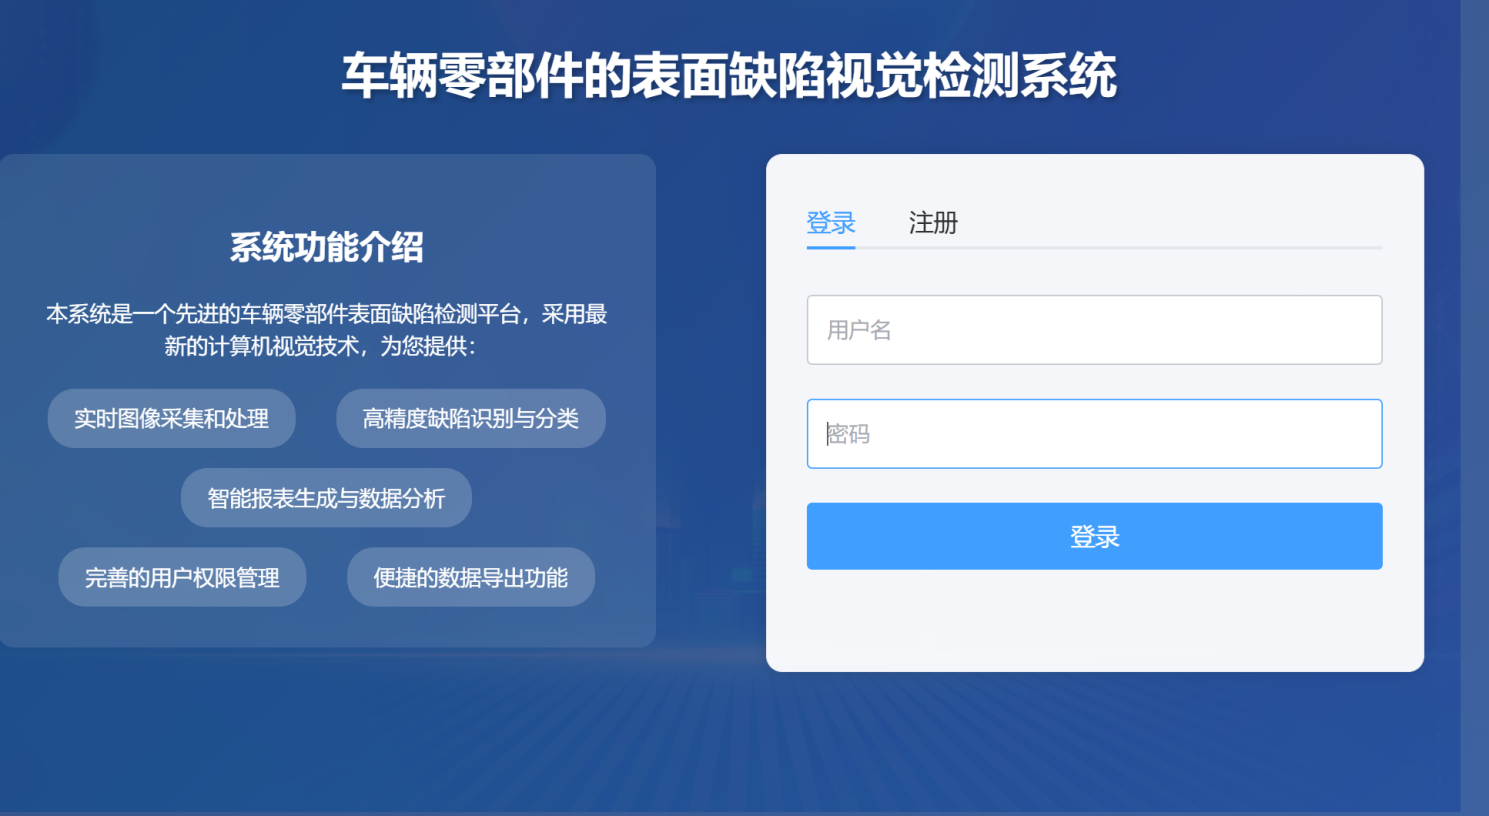 车辆零部件的表面缺陷视觉检测系统
系统功能介绍
本系统是一个先进的车辆零部件表面缺陷检测平台，采用最
新的计算机视觉技术，为您提供：
实时图像采集和处理
高精度缺陷识别与分类
智能报表生成与数据分析
完善的用户权限管理
便捷的数据导出功能
登录
注册
用户名
密码
登录